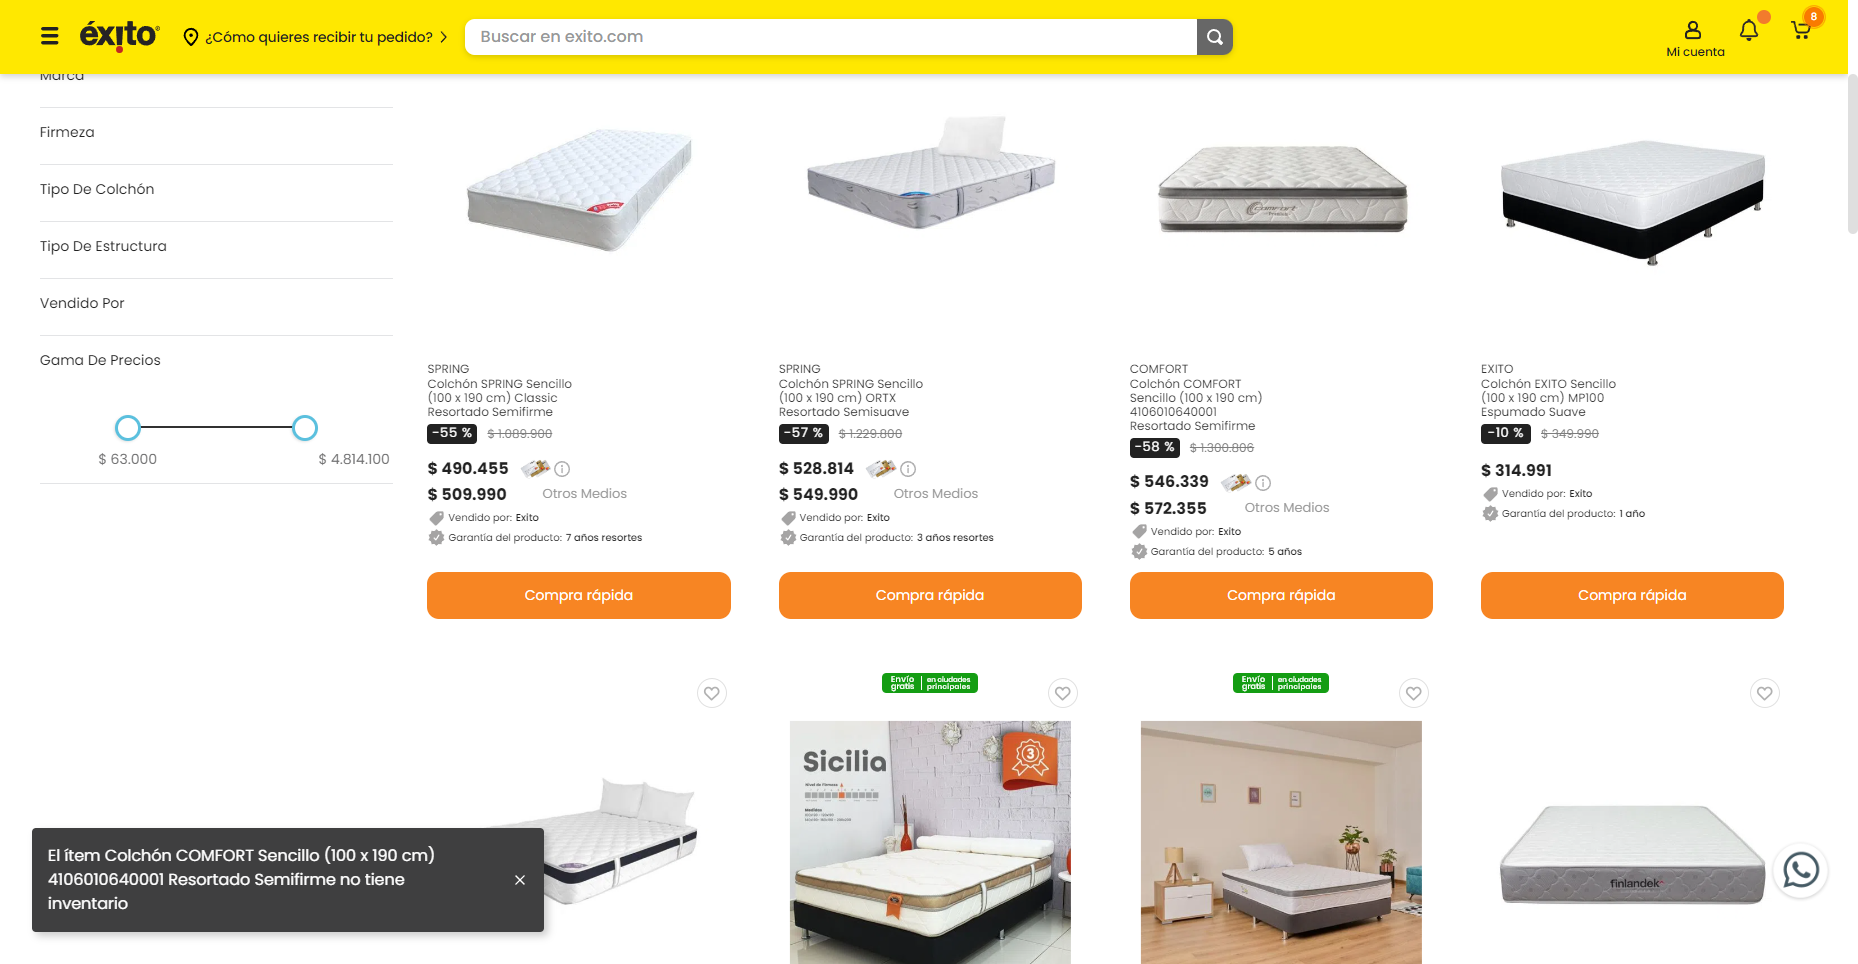 éxito
¿Cómo quieres recibir tu pedido?
Buscar en exito.com
Mi cuenta
8
Marca
Firmeza
Tipo De Colchón
Tipo De Estructura
Vendido Por
Gama De Precios
$ 63.000
$ 4.814.100
SPRING
Colchón SPRING Sencillo
(100 x 190 cm) Classic
Resortado Semifirme
-55 % $ 1.089.900
$ 490.455
$ 509.990 Otros Medios
Vendido por: Exito
Garantía del producto: 7 años resortes
Compra rápida
SPRING
Colchón SPRING Sencillo
(100 x 190 cm) ORTX
Resortado Semisuave
-57 % $ 1.229.800
$ 528.814
$ 549.990 Otros Medios
Vendido por: Exito
Garantía del producto: 3 años resortes
Compra rápida
comfort
COMFORT
Colchón COMFORT
Sencillo (100 x 190 cm)
4106010640001
Resortado Semifirme
-58 % $ 1.300.806
$ 546.339
$ 572.355 Otros Medios
Vendido por: Exito
Garantía del producto: 5 años
Compra rápida
EXITO
Colchón EXITO Sencillo
(100 x 190 cm) MP100
Espumado Suave
-10 % $ 349.990
$ 314.991
Vendido por: Exito
Garantía del producto: 1 año
Compra rápida
Envío gratis en ciudades principales
Sicilia
3
Nivel de Firmeza
Medidas
Envío gratis en ciudades principales
finlandek
El ítem Colchón COMFORT Sencillo (100 x 190 cm)
4106010640001 Resortado Semifirme no tiene
inventario